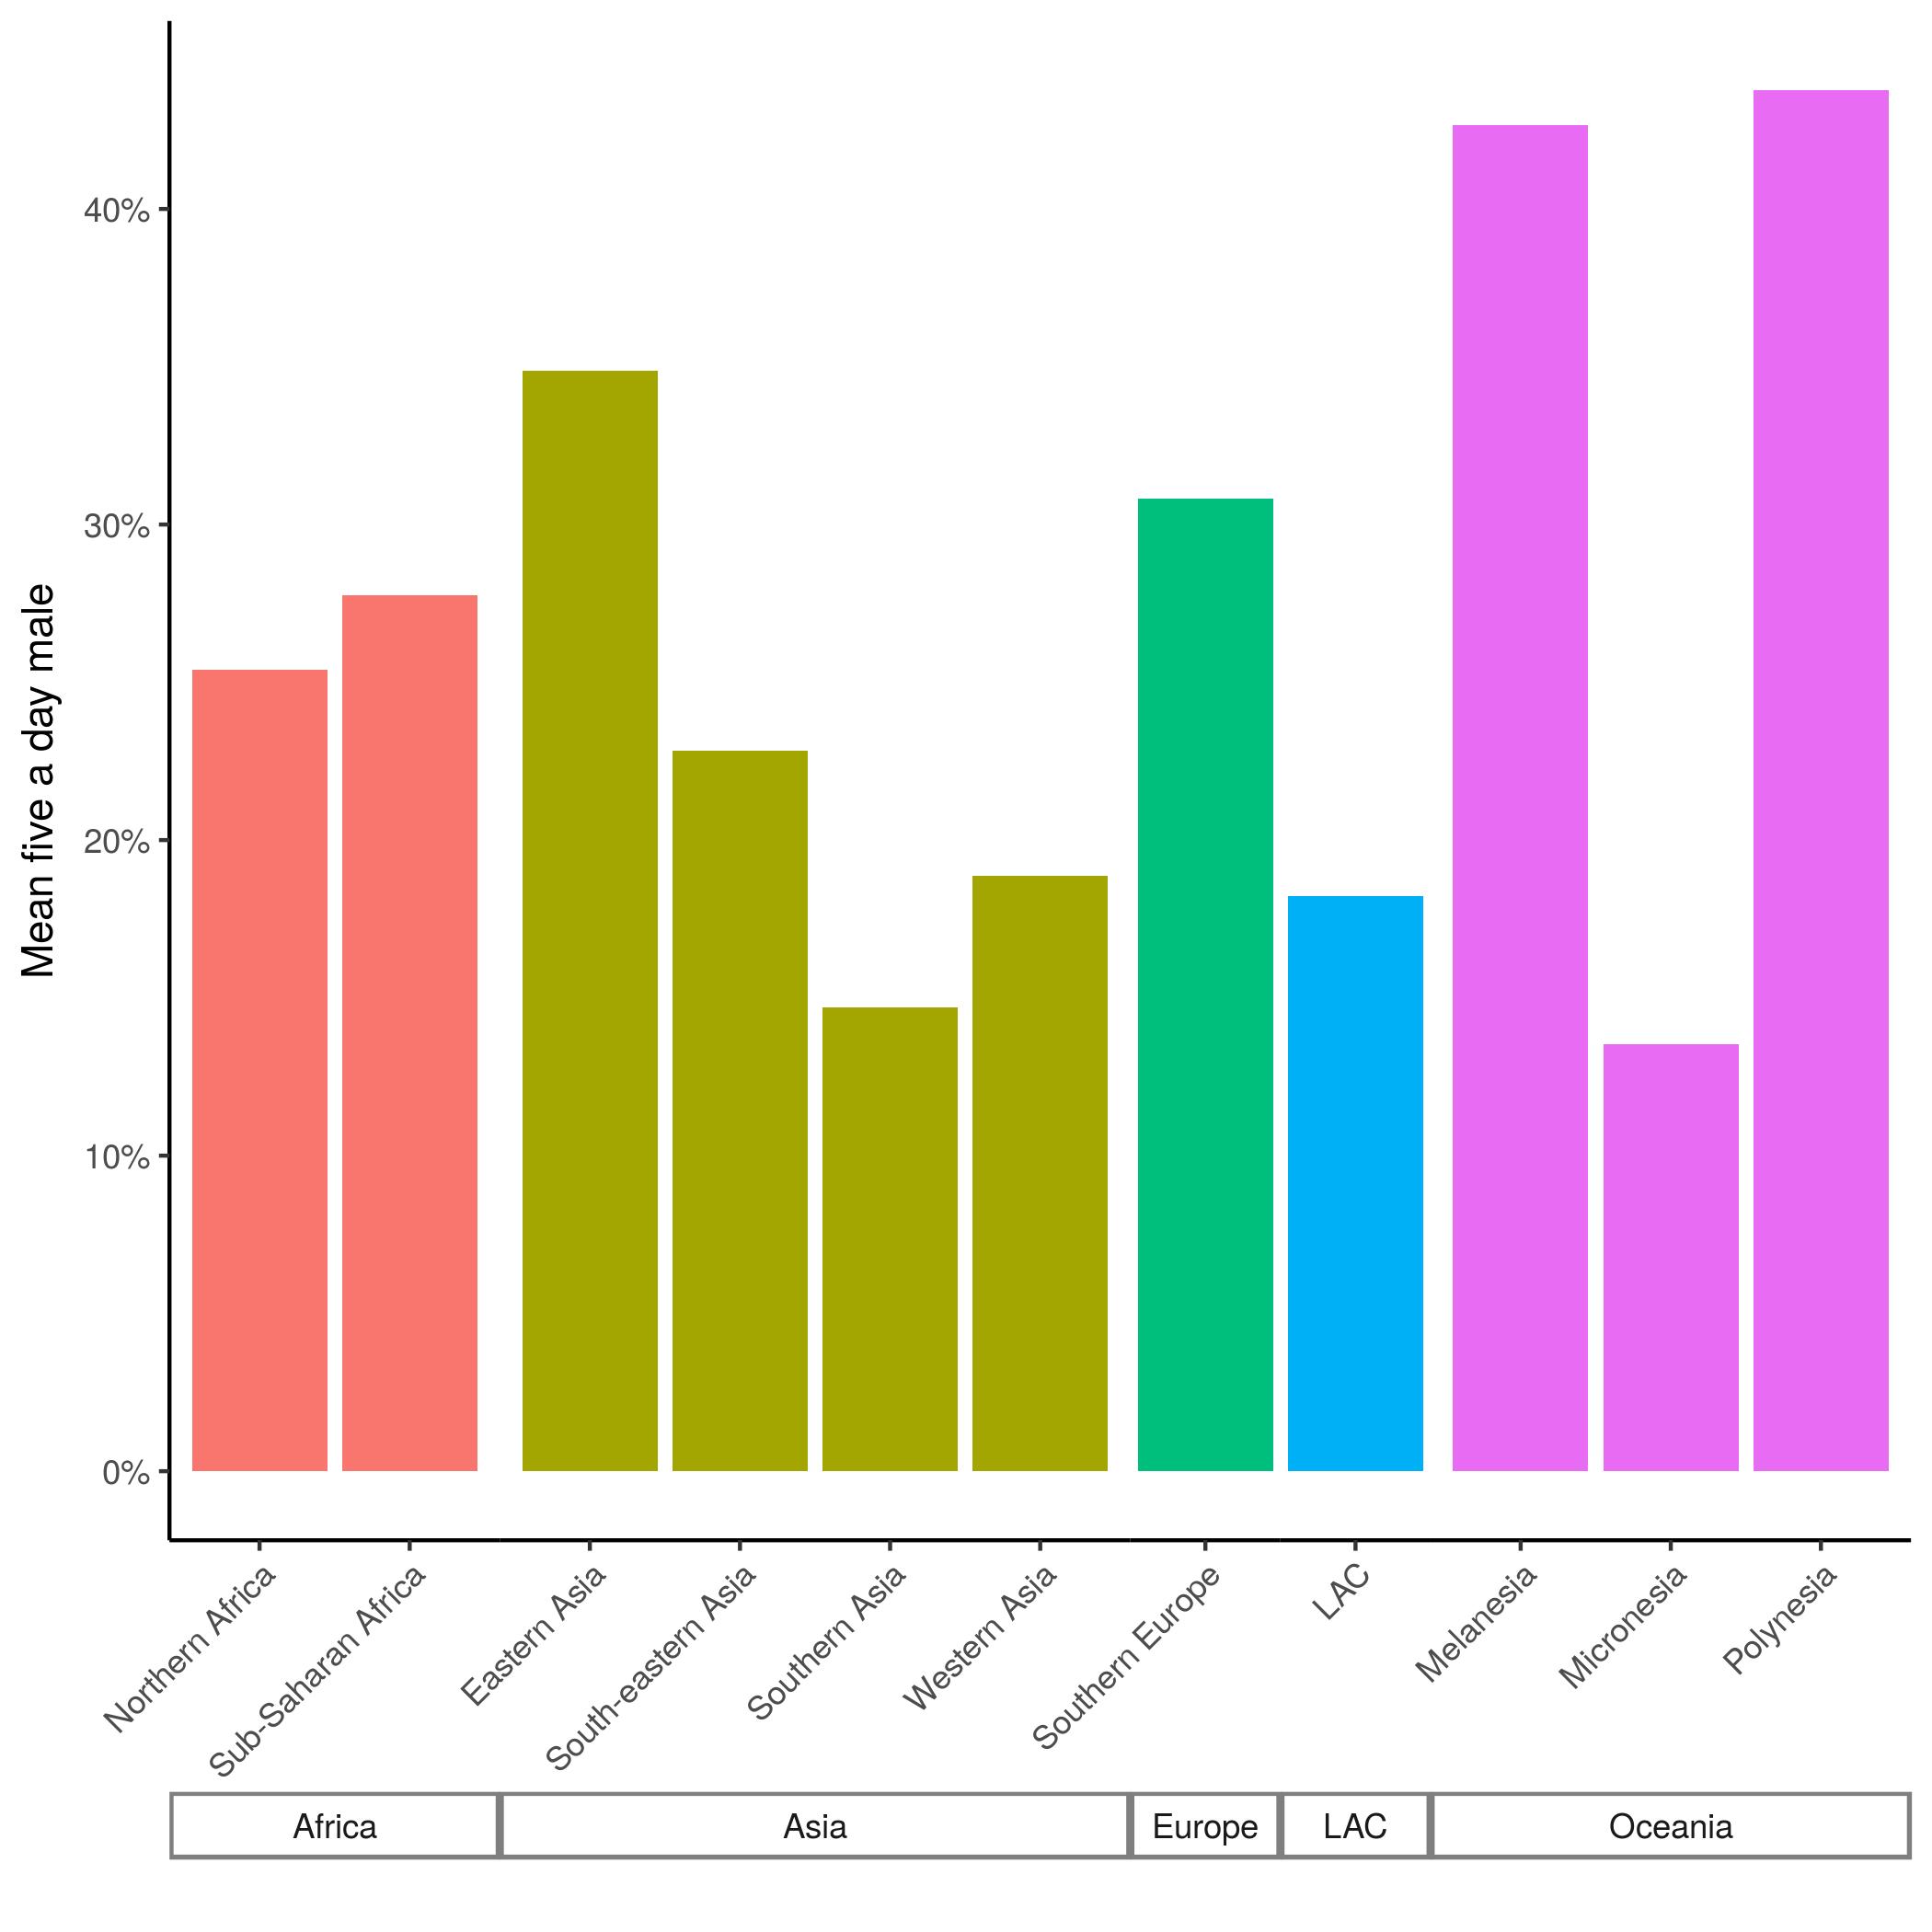 Mean five a day male
40%
30%
20%
10%
0%
Northern Africa
Sub-Saharan Africa
Eastern Asia
South-eastern Asia
Southern Asia
Western Asia
Southern Europe
LAC
Melanesia
Micronesia
Polynesia
Africa
Asia
Europe
LAC
Oceania